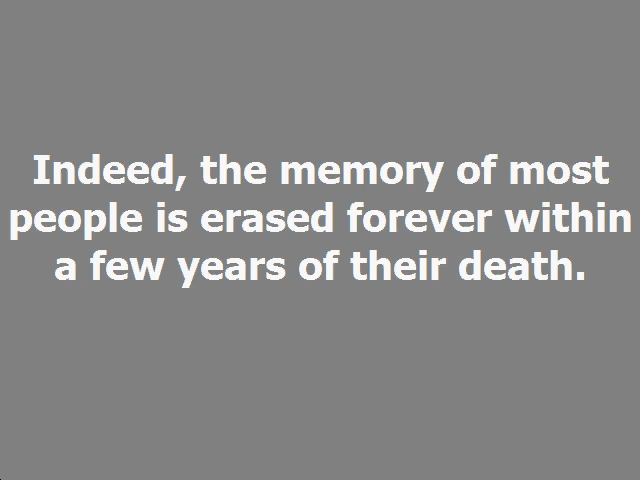 Indeed, the memory of most
people is erased forever within
a few years of their death.